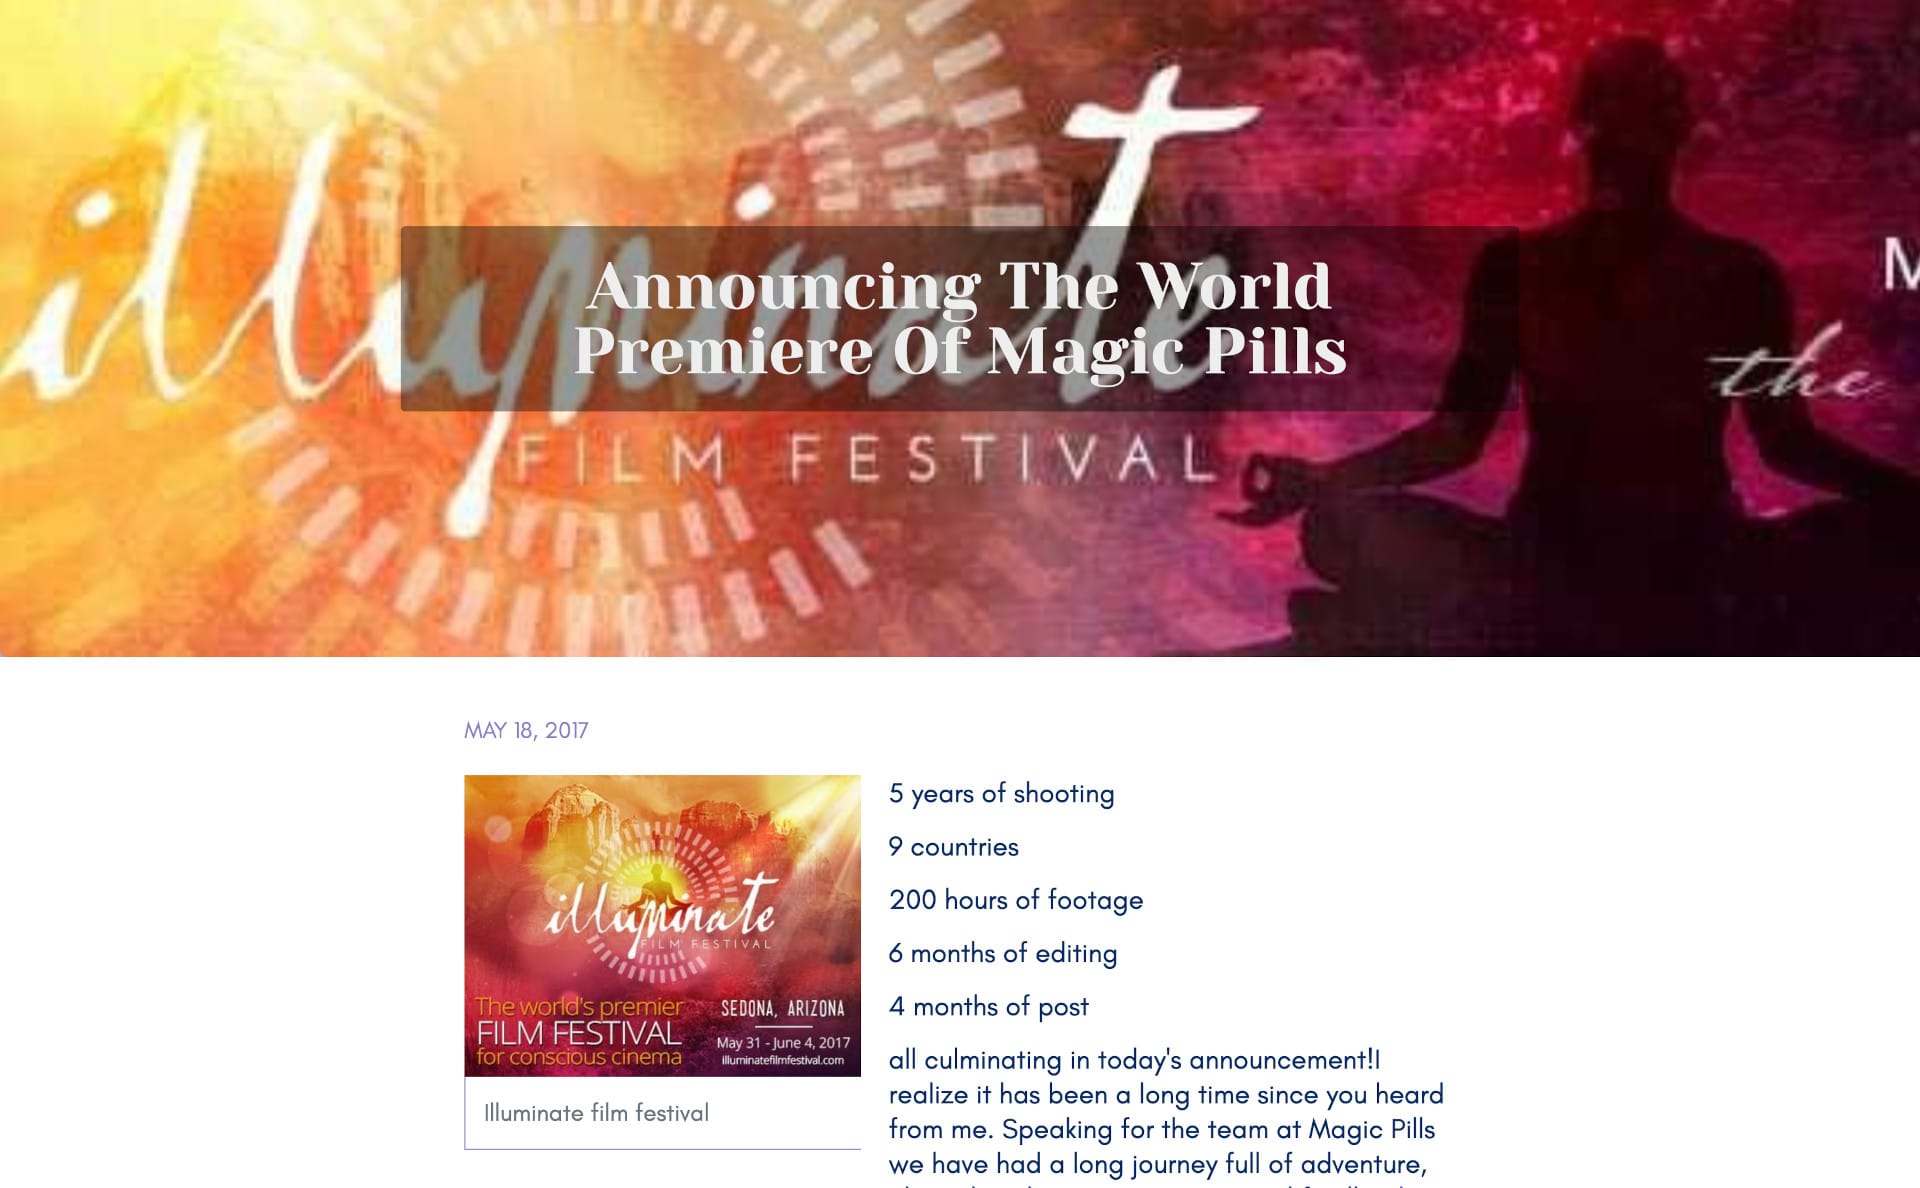 illuminate
FILM FESTIVAL
M
the
Announcing The World
Premiere Of Magic Pills
MAY 18, 2017
illuminate
FILM FESTIVAL
The world's premier
FILM FESTIVAL
for conscious cinema
SEDONA, ARIZONA
May 31 - June 4, 2017
illuminatefilmfestival.com
Illuminate film festival
5 years of shooting
9 countries
200 hours of footage
6 months of editing
4 months of post
all culminating in today's announcement!I
realize it has been a long time since you heard
from me. Speaking for the team at Magic Pills
we have had a long journey full of adventure,